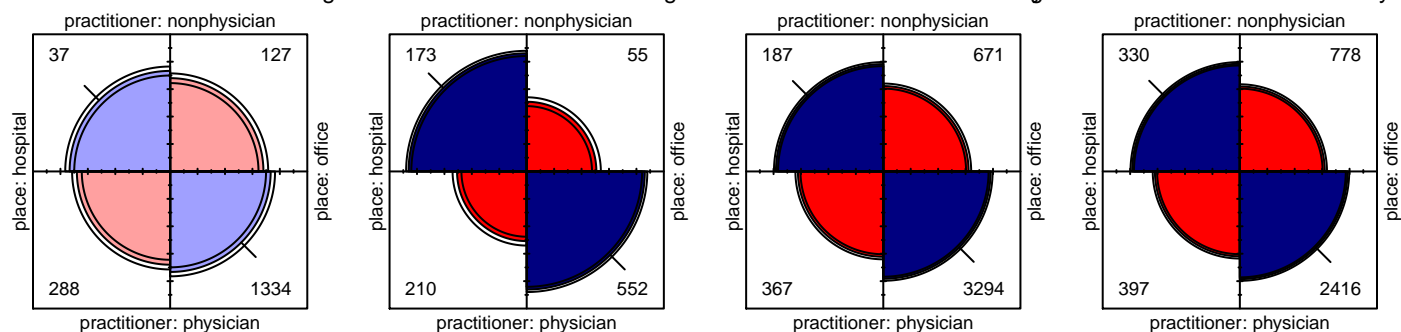 practitioner: nonphysician
37 127
place: hospital
place: office
288 1334
practitioner: physician
practitioner: nonphysician
173 55
place: hospital
place: office
210 552
practitioner: physician
practitioner: nonphysician
187 671
place: hospital
place: office
367 3294
practitioner: physician
practitioner: nonphysician
330 778
place: hospital
place: office
397 2416
practitioner: physician